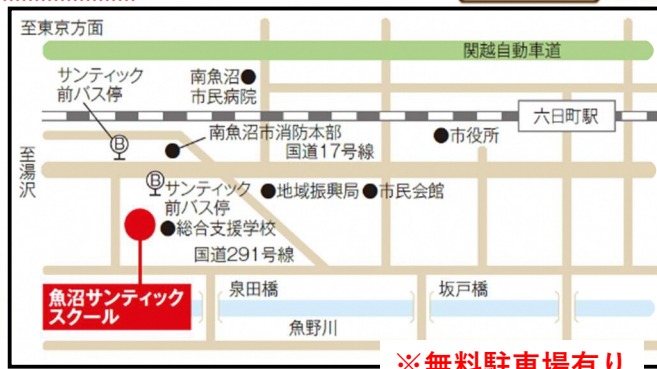 至東京方面
関越自動車道
サンティック
前バス停
南魚沼
市民病院
六日町駅
南魚沼市消防本部
市役所
国道17号線
至湯沢
B
B
サンティック
前バス停
地域振興局
市民会館
総合支援学校
国道291号線
魚沼サンティック
スクール
泉田橋
坂戸橋
魚野川
※無料駐車場有り